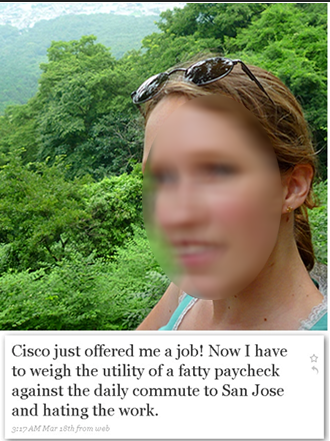 Cisco just offered me a job! Now I have
to weigh the utility of a fatty paycheck
against the daily commute to San Jose
and hating the work.
3:17 AM Mar 18th from web